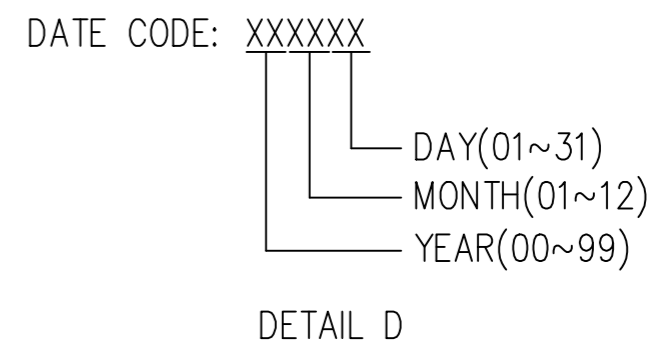 DATE CODE: XXXXXX
DAY(01~31)
MONTH(01~12)
YEAR(00~99)
DETAIL D